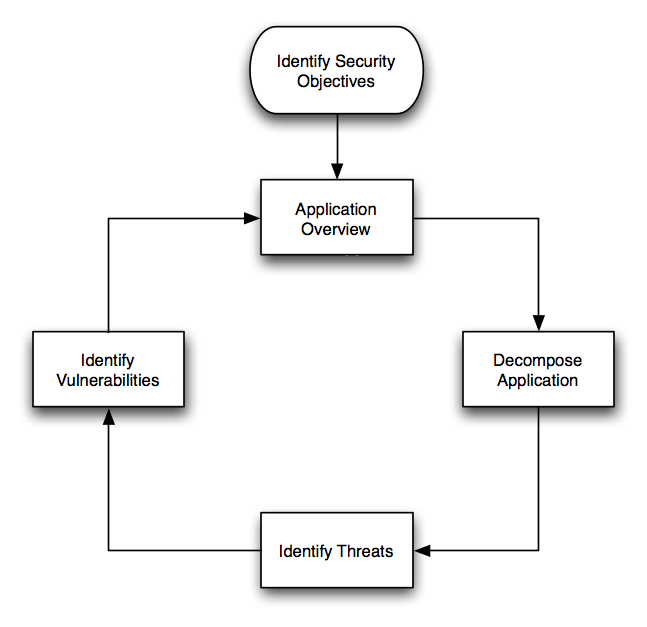 Identify Security
Objectives
Application
Overview
Identify
Vulnerabilities
Decompose
Application
Identify Threats